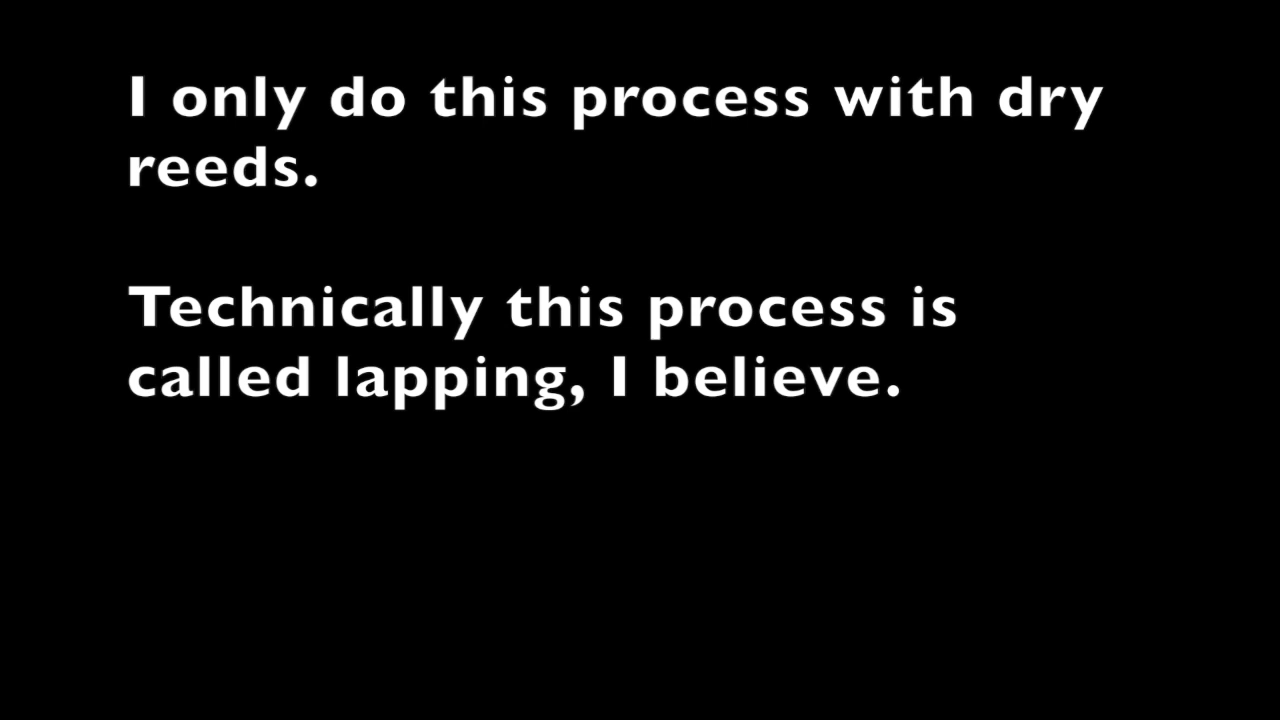 I only do this process with dry
reeds.
Technically this process is
called lapping, I believe.